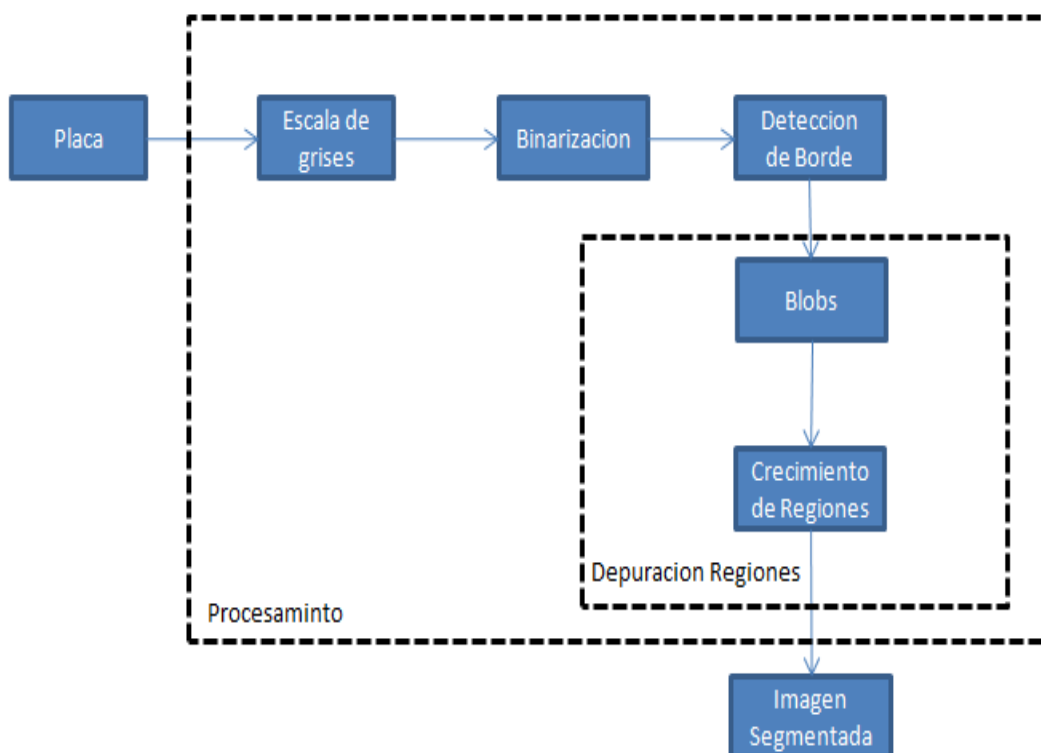 Placa
Escala de
grises
Binarizacion
Deteccion
de Borde
Blobs
Crecimiento
de Regiones
Depuracion Regiones
Procesaminto
Imagen
Segmentada